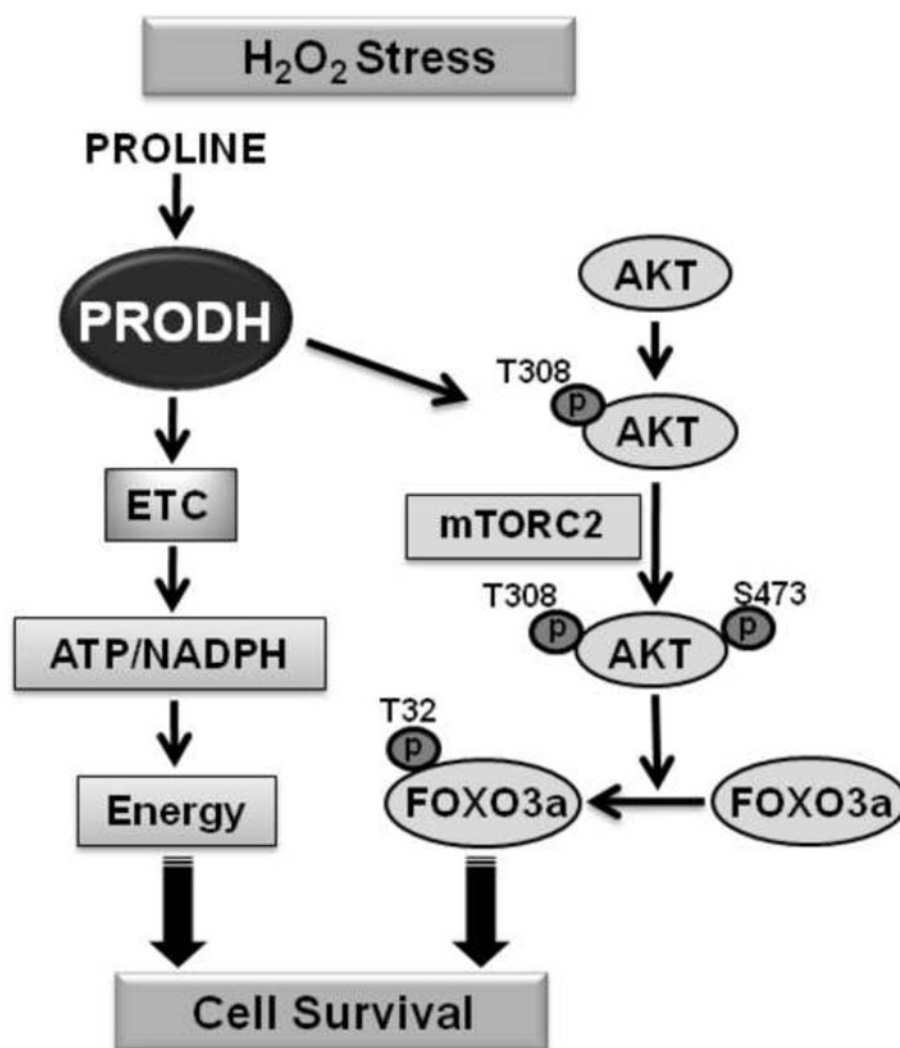 H₂O₂ Stress
PROLINE
PRODH
AKT
T308
p
AKT
ETC
mTORC2
T308
p
AKT
S473
p
ATP/NADPH
T32
p
FOXO3a
FOXO3a
Energy
Cell Survival